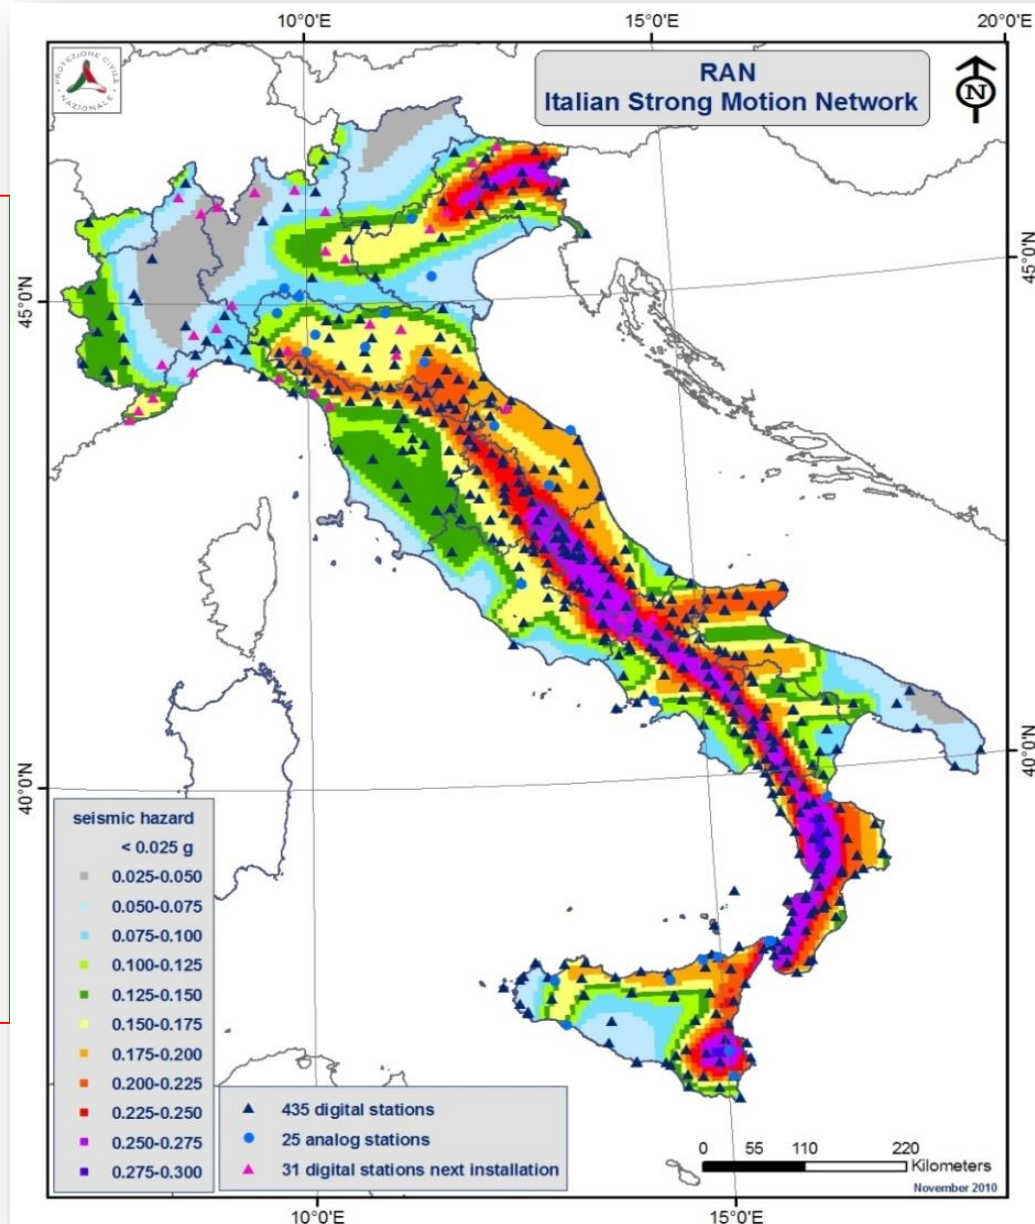 10°0'E
15°0'E
20°0'E
PROTEZIONE CIVILE
NAZIONALE
RAN
Italian Strong Motion Network
N
45°0'N
45°0'N
40°0'N
40°0'N
seismic hazard
< 0.025 g
0.025-0.050
0.050-0.075
0.075-0.100
0.100-0.125
0.125-0.150
0.150-0.175
0.175-0.200
0.200-0.225
0.225-0.250
0.250-0.275
0.275-0.300
435 digital stations
25 analog stations
31 digital stations next installation
0 55 110 220
Kilometers
November 2010
10°0'E
15°0'E